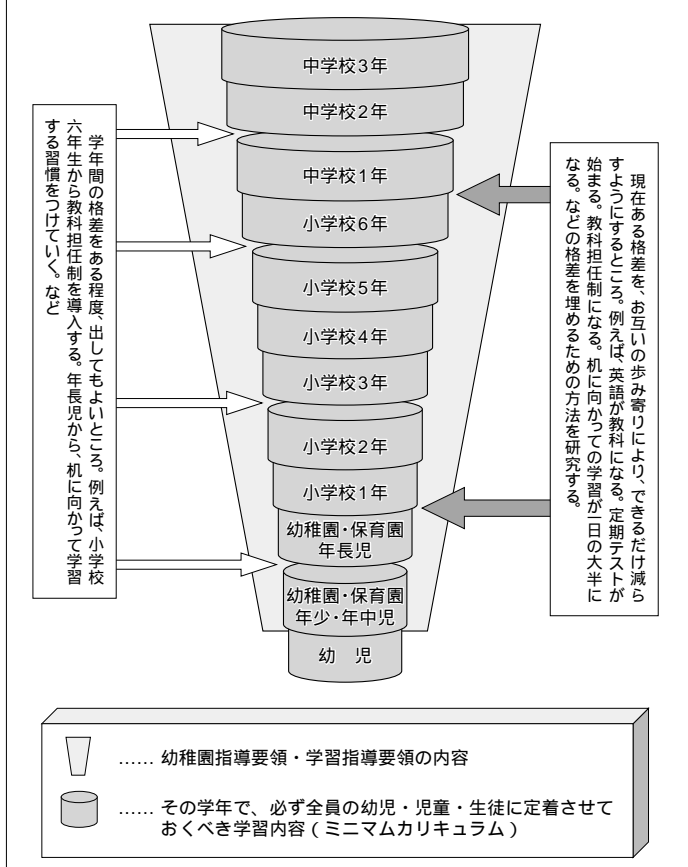 中学校3年
中学校2年
中学校1年
小学校6年
小学校5年
小学校4年
小学校3年
小学校2年
小学校1年
幼稚園・保育園
年長児
幼稚園・保育園
年少・年中児
幼　児
現在ある格差を、お互いの歩み寄りにより、できるだけ減ら
すようにするところ。例えば、英語が教科になる。定期テストが
始まる。教科担任制になる。机に向かっての学習が一日の大半に
なる。などの格差を埋めるための方法を研究する。
学年間の格差をある程度、出してもよいところ。例えば、小学校
六年生から教科担任制を導入する。年長児から、机に向かって学習
する習慣をつけていく。など
…… 幼稚園指導要領・学習指導要領の内容
…… その学年で、必ず全員の幼児・児童・生徒に定着させて
おくべき学習内容（ミニマムカリキュラム）